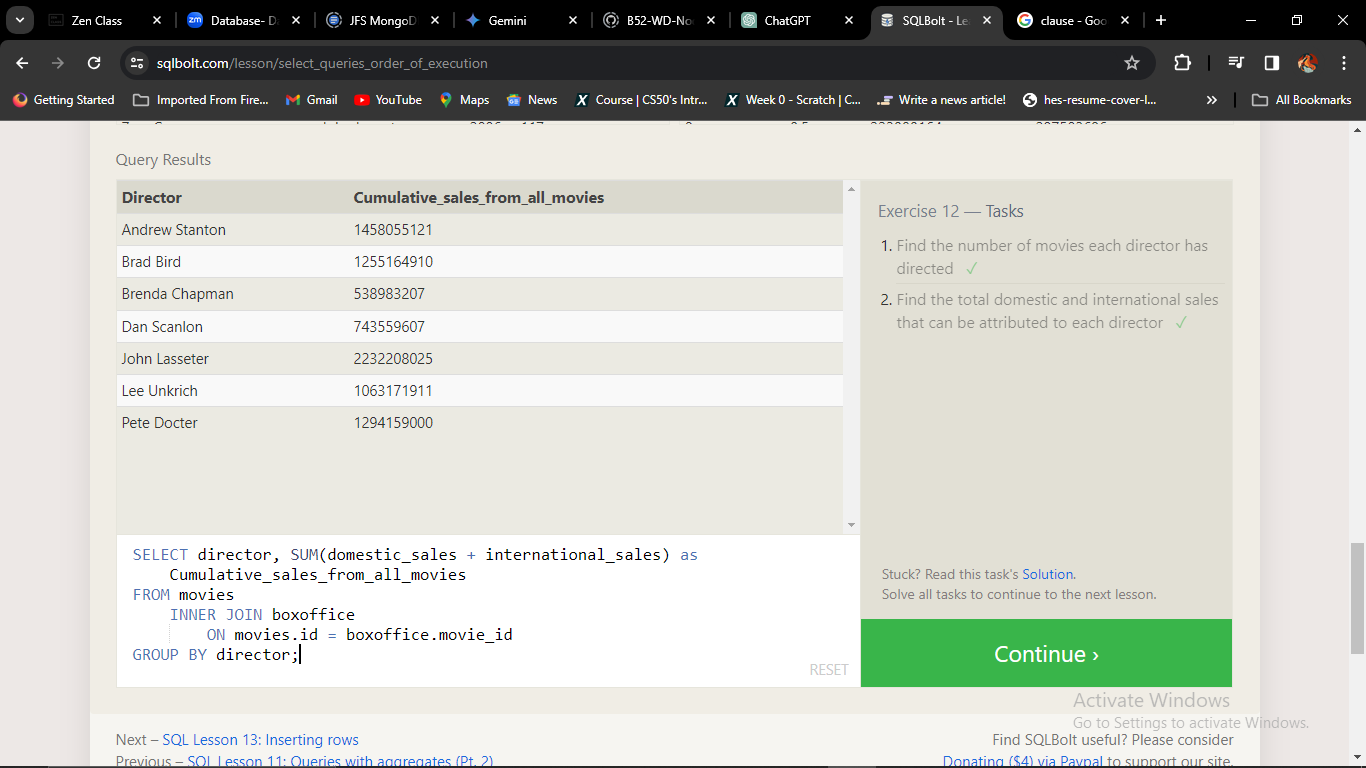 Zen Class
zm Database- Da
JFS MongoD
Gemini
B52-WD-No
ChatGPT
SQLBolt - Le
clause - Goo
sqlbolt.com/lesson/select_queries_order_of_execution
Getting Started
Imported From Fire...
Gmail
YouTube
Maps
News
Course | CS50's Intr...
Week 0 - Scratch | C...
Write a news article!
hes-resume-cover-l...
»
All Bookmarks
Query Results
Director Cumulative_sales_from_all_movies
Andrew Stanton 1458055121
Brad Bird 1255164910
Brenda Chapman 538983207
Dan Scanlon 743559607
John Lasseter 2232208025
Lee Unkrich 1063171911
Pete Docter 1294159000
Exercise 12 — Tasks
1. Find the number of movies each director has
directed ✓
2. Find the total domestic and international sales
that can be attributed to each director ✓
SELECT director, SUM(domestic_sales + international_sales) as
Cumulative_sales_from_all_movies
FROM movies
INNER JOIN boxoffice
ON movies.id = boxoffice.movie_id
GROUP BY director;
RESET
Stuck? Read this task's Solution.
Solve all tasks to continue to the next lesson.
Continue ›
Activate Windows
Go to Settings to activate Windows.
Next – SQL Lesson 13: Inserting rows
Previous – SQL Lesson 11: Queries with aggregates (Pt. 2)
Find SQLBolt useful? Please consider
Donating ($4) via Paypal to support our site.